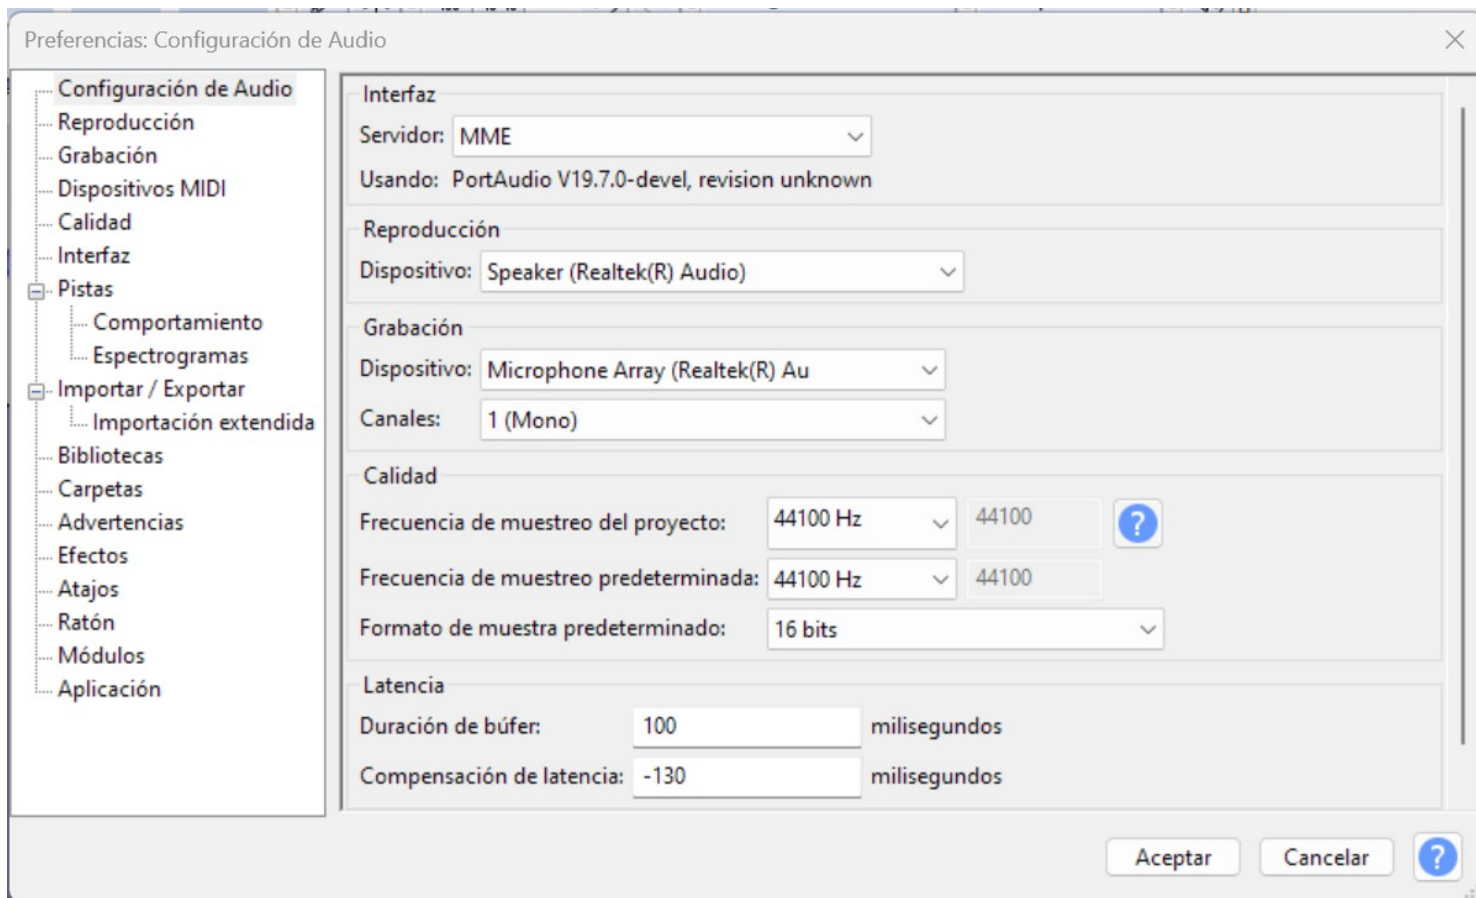 Preferencias: Configuración de Audio
Configuración de Audio
Reproducción
Grabación
Dispositivos MIDI
Calidad
Interfaz
Pistas
Comportamiento
Espectrogramas
Importar / Exportar
Importación extendida
Bibliotecas
Carpetas
Advertencias
Efectos
Atajos
Ratón
Módulos
Aplicación
Interfaz
Servidor: MME
Usando: PortAudio V19.7.0-devel, revision unknown
Reproducción
Dispositivo: Speaker (Realtek(R) Audio)
Grabación
Dispositivo: Microphone Array (Realtek(R) Au
Canales: 1 (Mono)
Calidad
Frecuencia de muestreo del proyecto: 44100 Hz 44100 ?
Frecuencia de muestreo predeterminada: 44100 Hz 44100
Formato de muestra predeterminado: 16 bits
Latencia
Duración de búfer: 100 milisegundos
Compensación de latencia: -130 milisegundos
Aceptar Cancelar ?